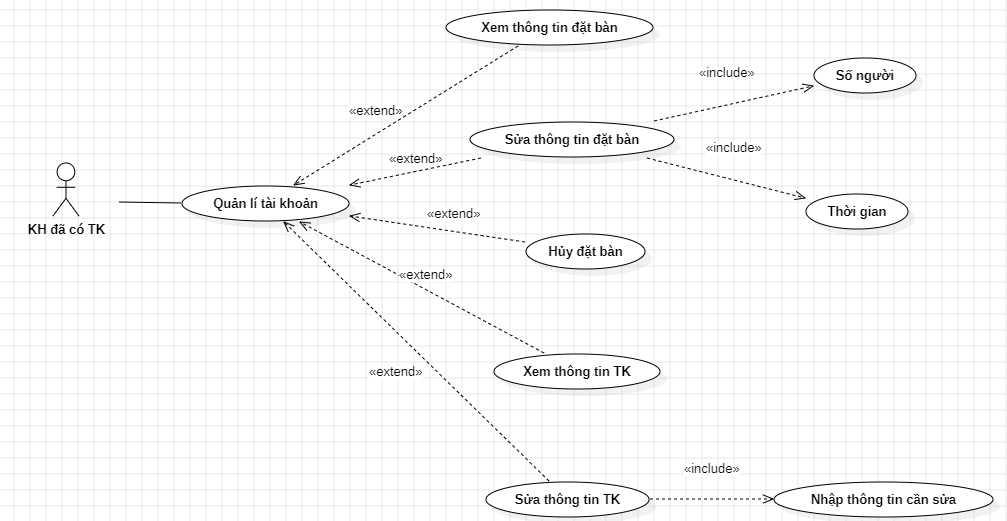 Xem thông tin đặt bàn
«include»
Số người
«extend»
Sửa thông tin đặt bàn
«include»
«extend»
Quản lí tài khoản
Thời gian
«extend»
KH đã có TK
Hủy đặt bàn
«extend»
Xem thông tin TK
«extend»
«include»
Sửa thông tin TK
Nhập thông tin cần sửa